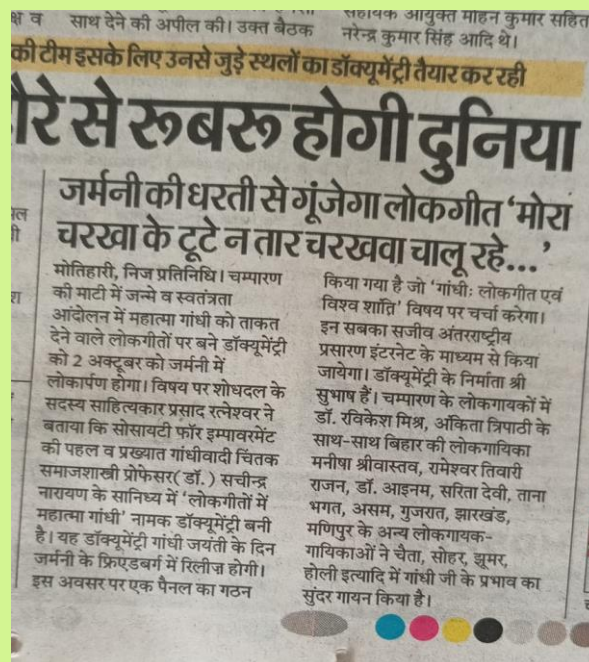 साथ देने की अपील की। उक्त बैठक
सहायक आयुक्त मोहन कुमार सहित
नरेन्द्र कुमार सिंह आदि थे।
की टीम इसके लिए उनसे जुड़े स्थलों का डॉक्यूमेंट्री तैयार कर रही
से रूबरू होगी दुनिया
जर्मनी की धरती से गूंजेगा लोकगीत ‘मोरा
चरखा के टूटे न तार चरखवा चालू रहे...’
मोतिहारी, निज प्रतिनिधि। चम्पारण
की माटी में जन्मे व स्वतंत्रता
आंदोलन में महात्मा गांधी को ताकत
देने वाले लोकगीतों पर बने डॉक्यूमेंट्री
को 2 अक्टूबर को जर्मनी में
लोकार्पण होगा। विषय पर शोधदल के
सदस्य साहित्यकार प्रसाद रत्नेश्वर ने
बताया कि सोसायटी फॉर इम्पावरमेंट
की पहल व प्रख्यात गांधीवादी चिंतक
समाजशास्त्री प्रोफेसर(डॉ.) सचीन्द्र
नारायण के सानिध्य में ‘लोकगीतों में
महात्मा गांधी’ नामक डॉक्यूमेंट्री बनी
है। यह डॉक्यूमेंट्री गांधी जयंती के दिन
जर्मनी के फ्रिएडबर्ग में रिलीज़ होगी।
इस अवसर पर एक पैनल का गठन
किया गया है जो ‘गांधीः लोकगीत एवं
विश्व शांति’ विषय पर चर्चा करेगा।
इन सबका सजीव अंतरराष्ट्रीय
प्रसारण इंटरनेट के माध्यम से किया
जायेगा। डॉक्यूमेंट्री के निर्माता श्री
सुभाष हैं। चम्पारण के लोकगायकों में
डॉ. रविकेश मिश्र, अंकिता त्रिपाठी के
साथ-साथ बिहार की लोकगायिका
मनीषा श्रीवास्तव, रामेश्वर तिवारी
राजन, डॉ. आइनम, सरिता देवी, ताना
भगत, असम, गुजरात, झारखंड,
मणिपुर के अन्य लोकगायक-
गायिकाओं ने चैता, सोहर, झूमर,
होली इत्यादि में गांधी जी के प्रभाव का
सुंदर गायन किया है।